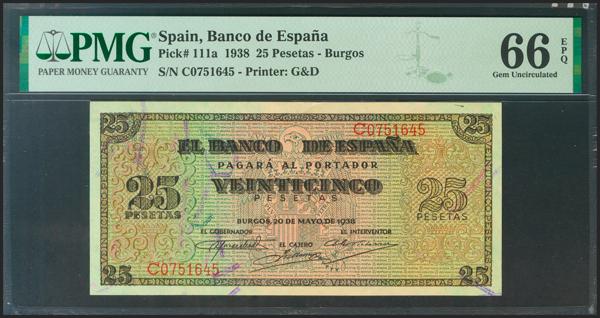 PMG
PAPER MONEY GUARANTY
Spain, Banco de España
Pick# 111a 1938 25 Pesetas - Burgos
S/N C0751645 - Printer: G&D
66 EPQ
Gem Uncirculated
25
25
C0751645
EL BANCO DE ESPAÑA
PAGARÁ AL PORTADOR
25 VEINTICINCO 25
PESETAS PESETAS PESETAS
BURGOS, 20 DE MAYO DE 1938
EL GOBERNADOR EL CAJERO EL INTERVENTOR
C0751645
25
VEINTICINCO PESETAS
25